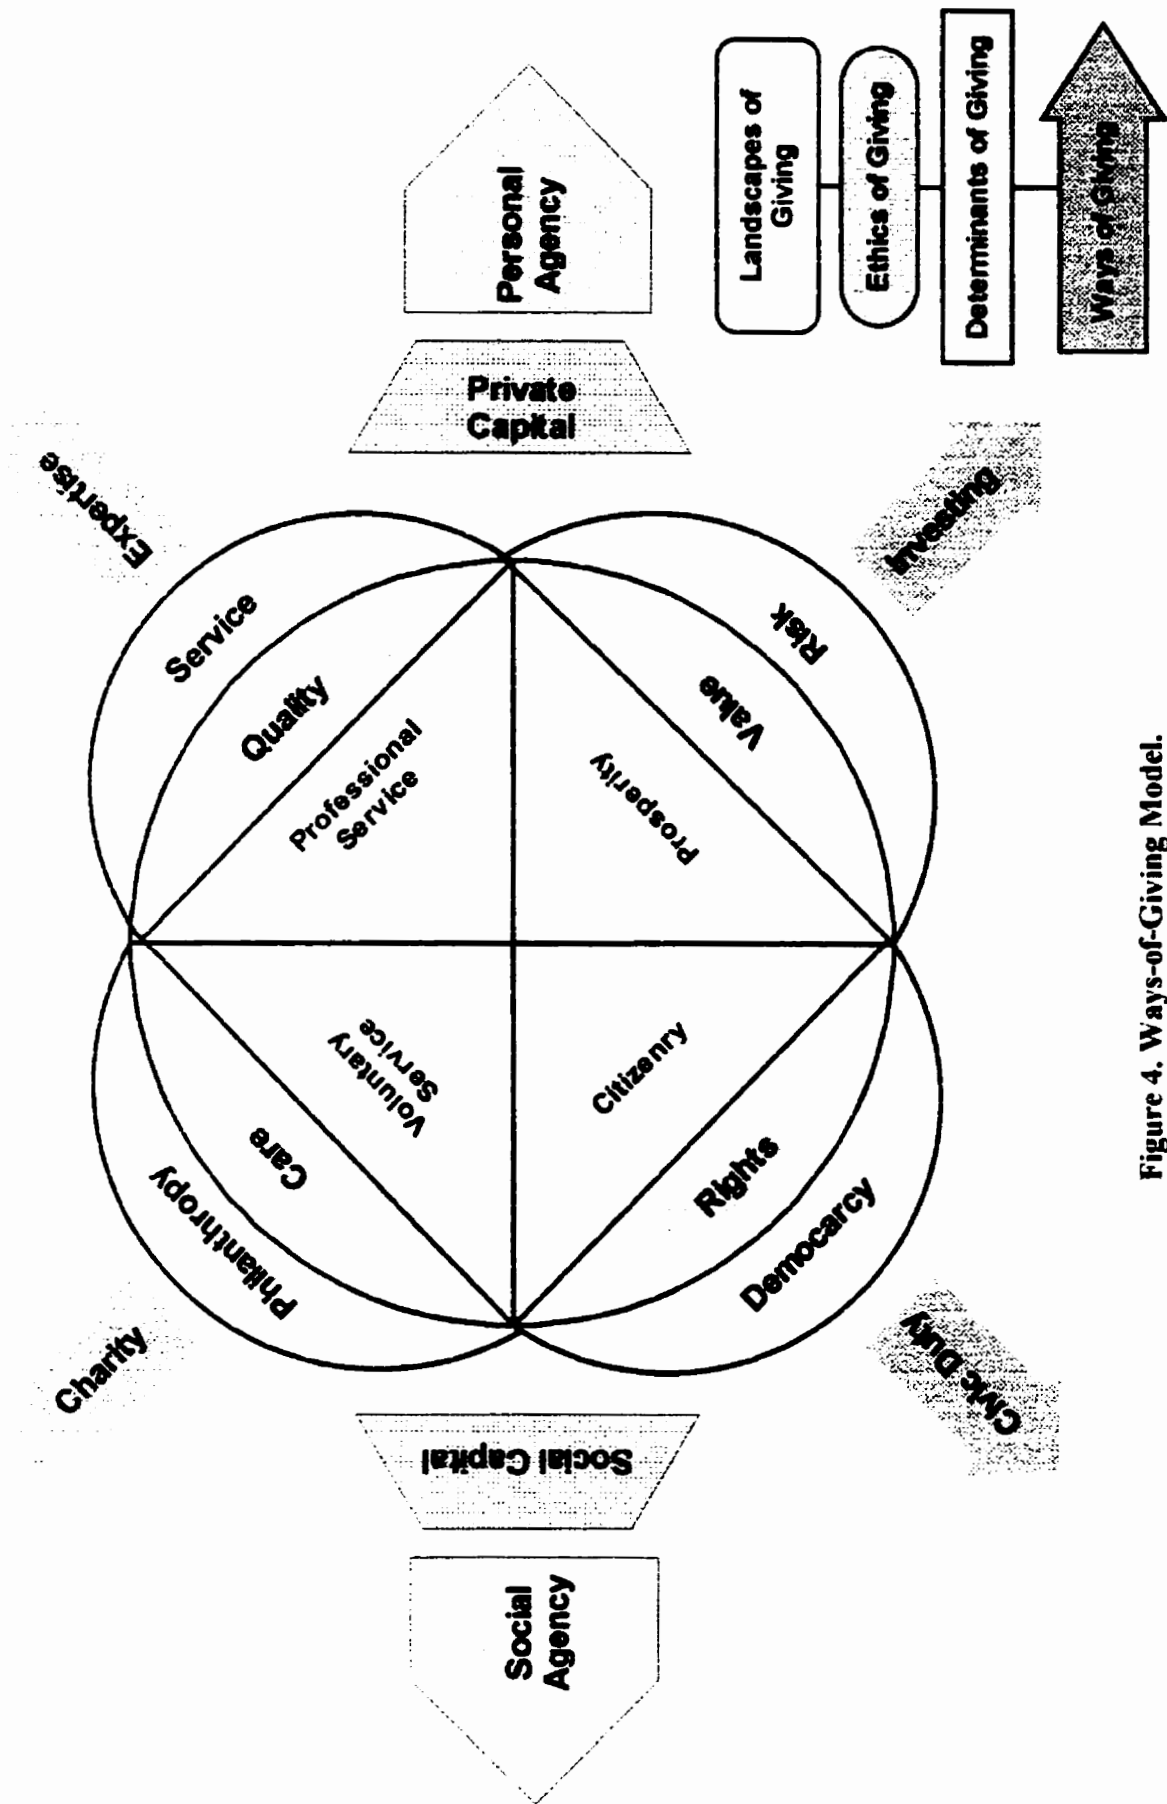 Charity
Expertise
Philanthropy
Service
Care
Quality
Voluntary
Service
Professional
Service
Social
Agency
Social Capital
Private
Capital
Personal
Agency
Citizenry
Prosperity
Rights
Value
Democarcy
Risk
Civic Duty
Investing
Landscapes of
Giving
Ethics of Giving
Determinants of Giving
Ways of Giving
Figure 4. Ways-of-Giving Model.